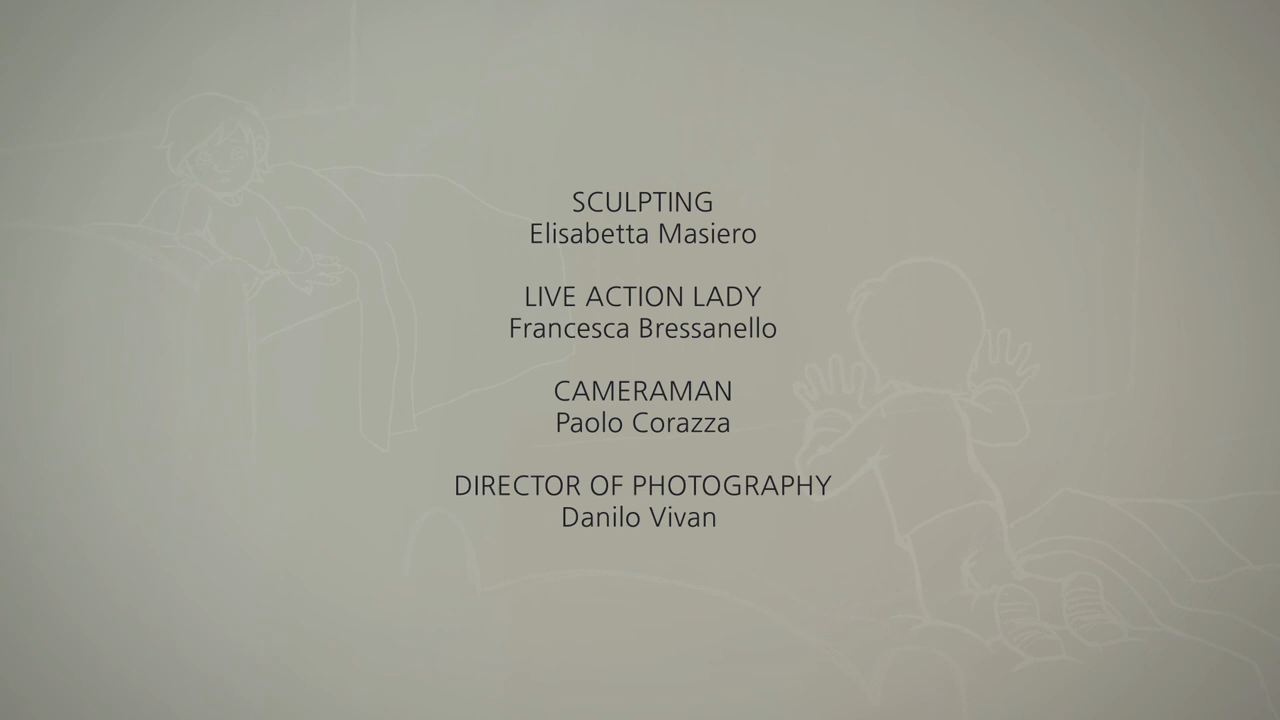 SCULPTING
Elisabetta Masiero
LIVE ACTION LADY
Francesca Bressanello
CAMERAMAN
Paolo Corazza
DIRECTOR OF PHOTOGRAPHY
Danilo Vivan